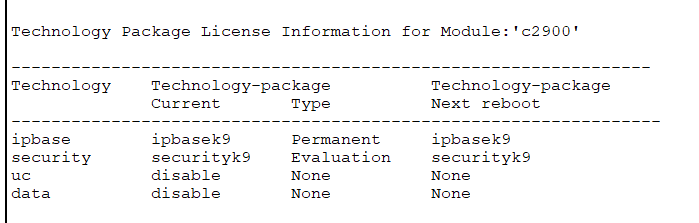 Technology Package License Information for Module:'c2900'
----------------------------------------------------------------
Technology    Technology-package          Technology-package
              Current       Type          Next reboot
-----------------------------------------------------------------
ipbase        ipbasek9      Permanent     ipbasek9
security      securityk9    Evaluation    securityk9
uc            disable       None          None
data          disable       None          None